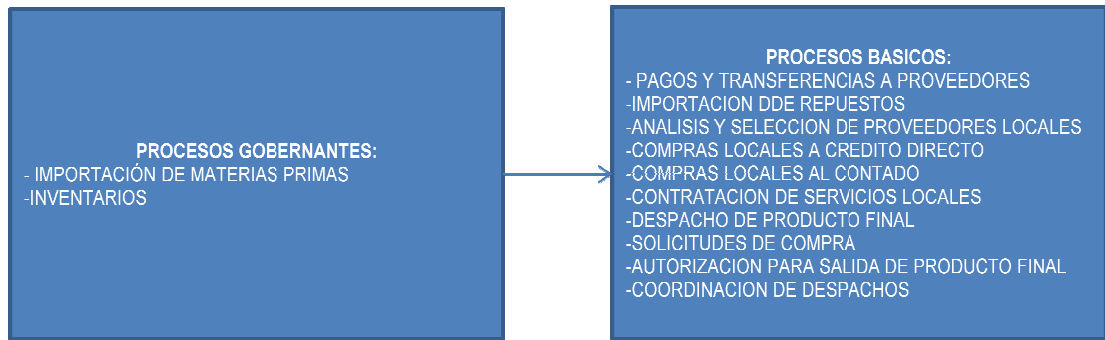 PROCESOS GOBERNANTES:
- IMPORTACIÓN DE MATERIAS PRIMAS
-INVENTARIOS
PROCESOS BASICOS:
- PAGOS Y TRANSFERENCIAS A PROVEEDORES
-IMPORTACION DDE REPUESTOS
-ANALISIS Y SELECCION DE PROVEEDORES LOCALES
-COMPRAS LOCALES A CREDITO DIRECTO
-COMPRAS LOCALES AL CONTADO
-CONTRATACION DE SERVICIOS LOCALES
-DESPACHO DE PRODUCTO FINAL
-SOLICITUDES DE COMPRA
-AUTORIZACION PARA SALIDA DE PRODUCTO FINAL
-COORDINACION DE DESPACHOS